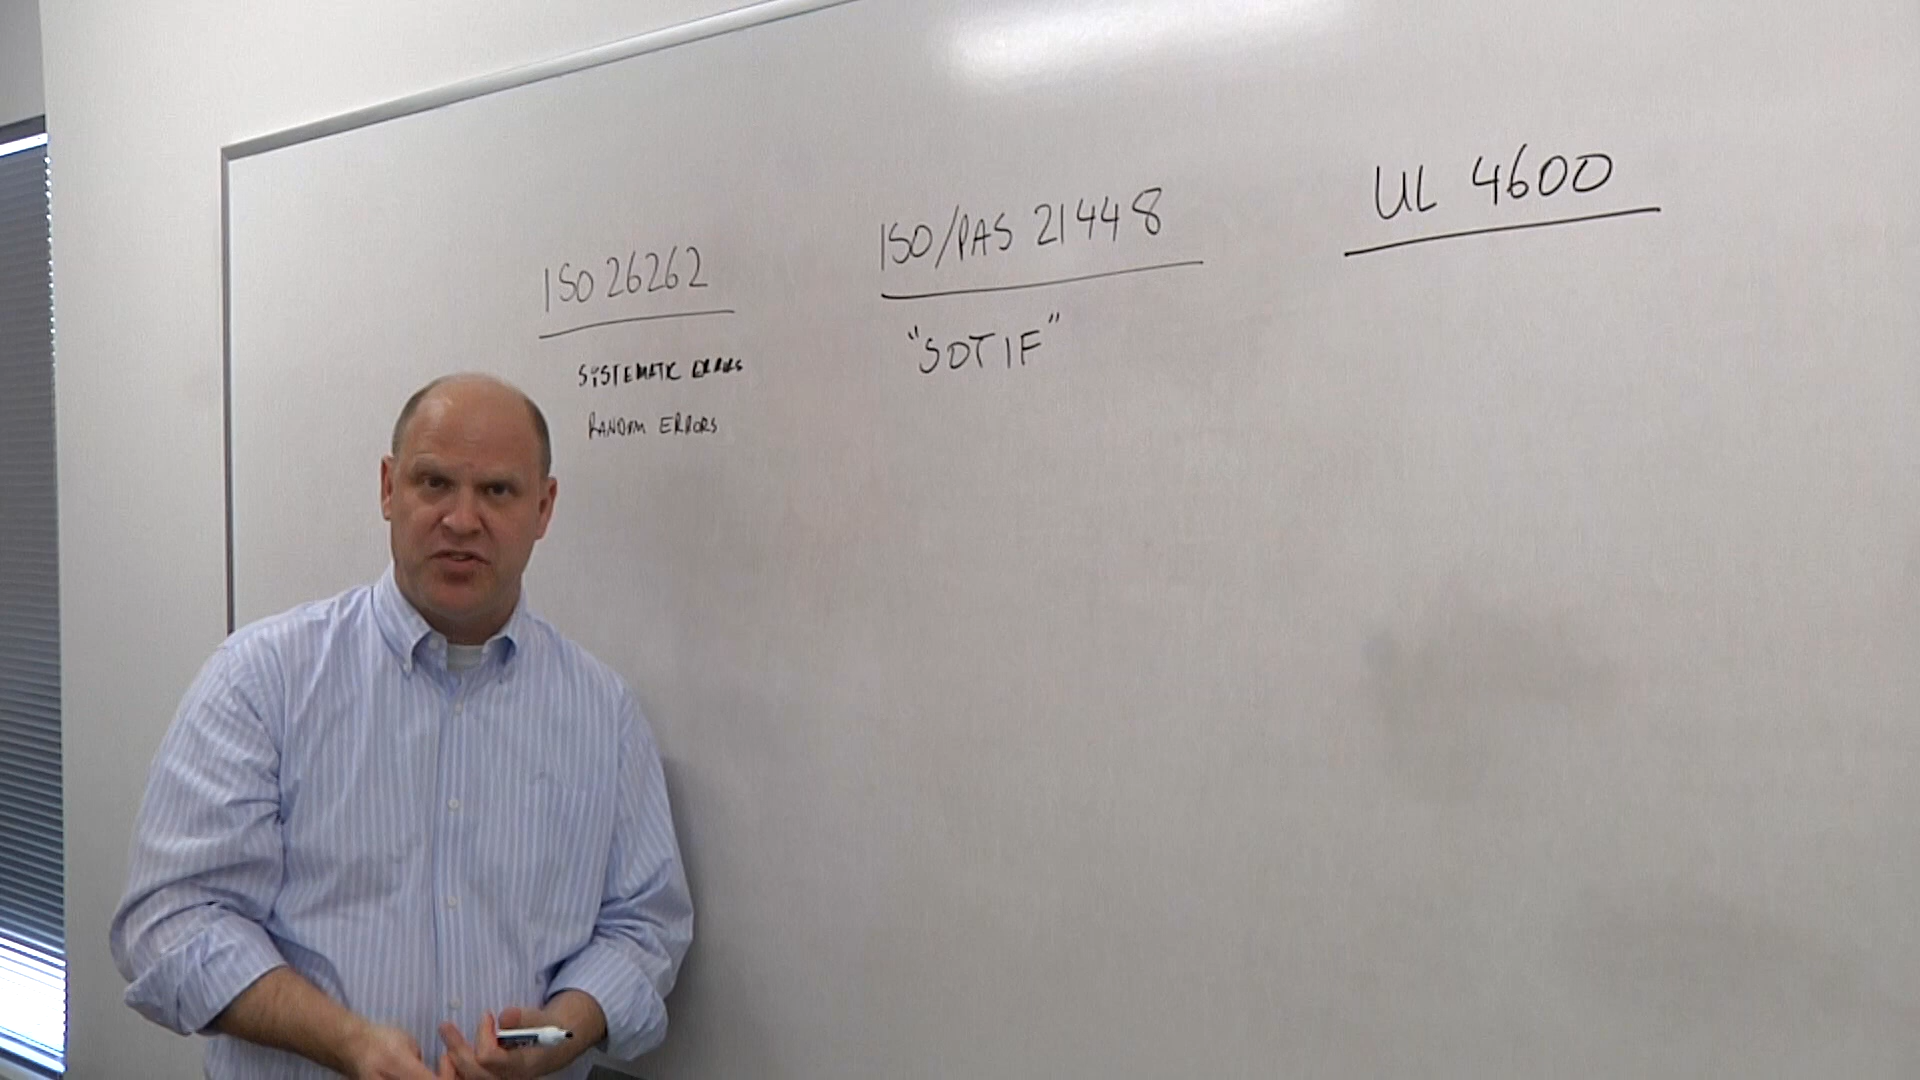 ISO 26262
SYSTEMATIC ERRORS
RANDOM ERRORS
ISO/PAS 21448
"SOTIF"
UL 4600